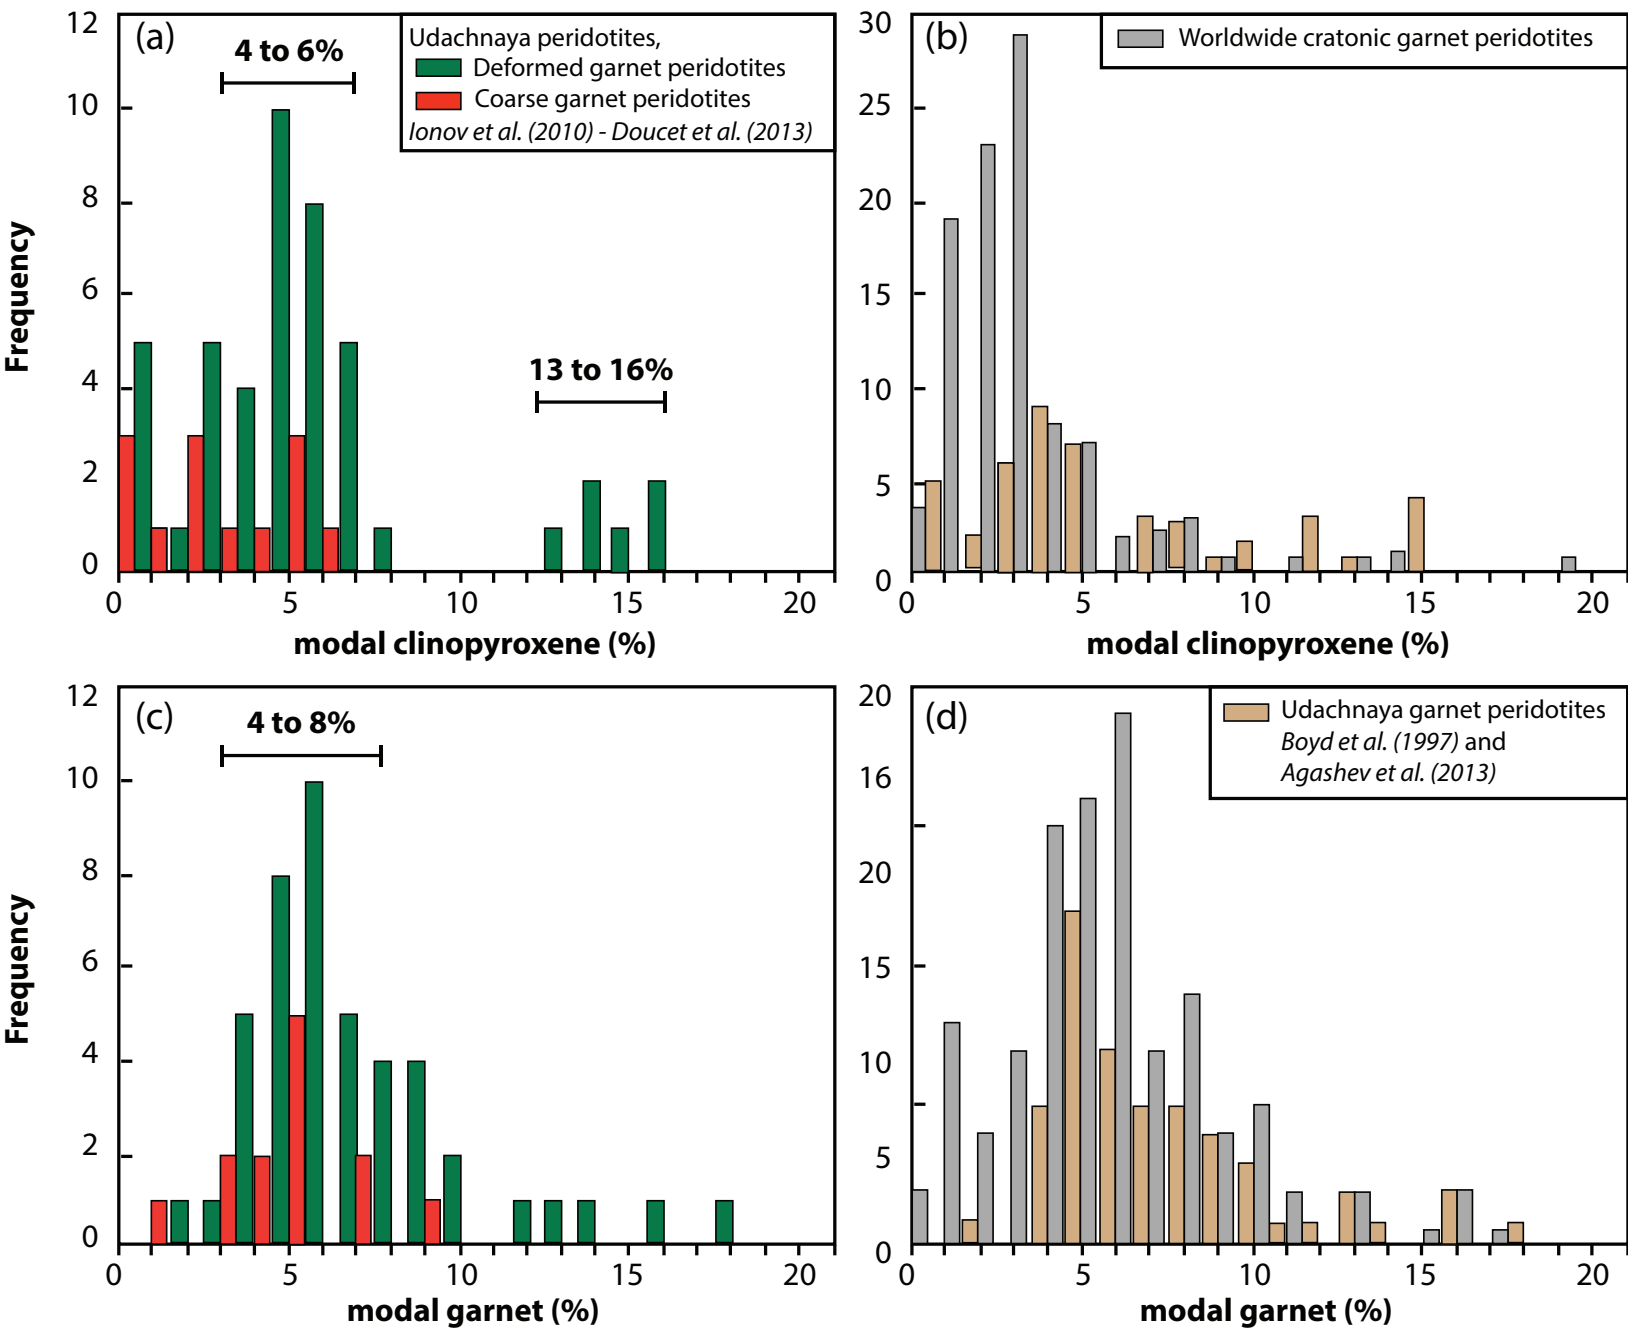 (a)
4 to 6%
Udachnaya peridotites,
Deformed garnet peridotites
Coarse garnet peridotites
Ionov et al. (2010) - Doucet et al. (2013)
13 to 16%
12
10
8
6
4
2
0
Frequency
0 5 10 15 20
modal clinopyroxene (%)
(b)
Worldwide cratonic garnet peridotites
30
25
20
15
10
5
0
0 5 10 15 20
modal clinopyroxene (%)
(c)
4 to 8%
12
10
8
6
4
2
0
Frequency
0 5 10 15 20
modal garnet (%)
(d)
Udachnaya garnet peridotites
Boyd et al. (1997) and
Agashev et al. (2013)
20
16
20
15
10
5
0
0 5 10 15 20
modal garnet (%)